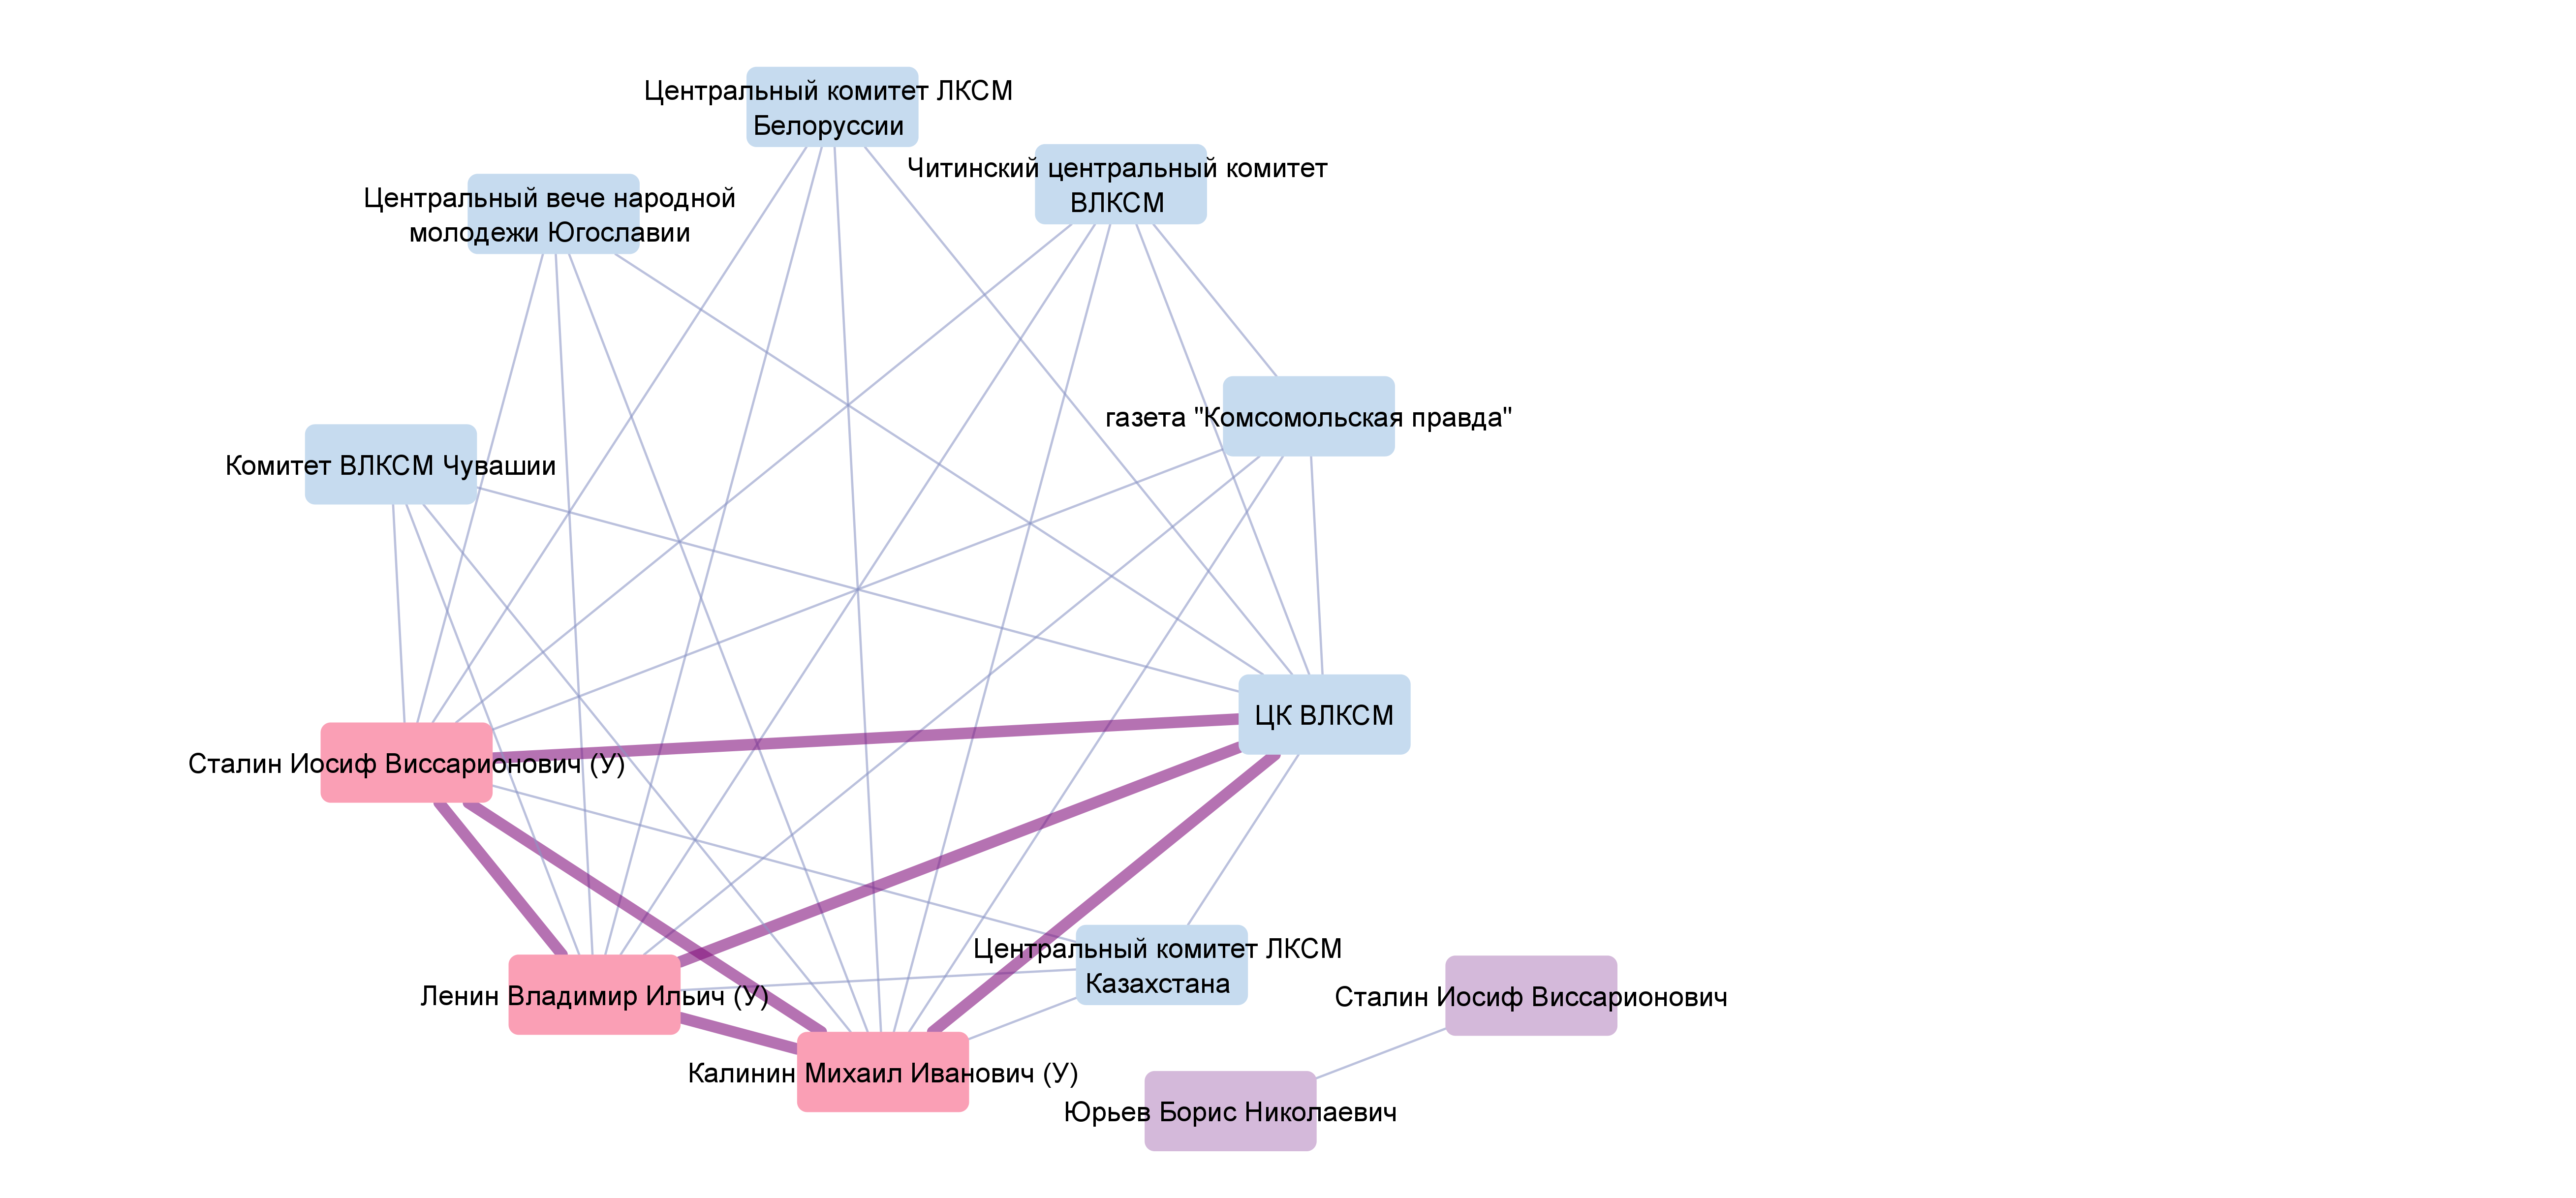 Центральный комитет ЛКСМ
Белоруссии
Читинский центральный комитет
ВЛКСМ
Центральный вече народной
молодежи Югославии
газета "Комсомольская правда"
Комитет ВЛКСМ Чувашии
ЦК ВЛКСМ
Сталин Иосиф Виссарионович (У)
Центральный комитет ЛКСМ
Казахстана
Ленин Владимир Ильич (У)
Сталин Иосиф Виссарионович
Калинин Михаил Иванович (У)
Юрьев Борис Николаевич